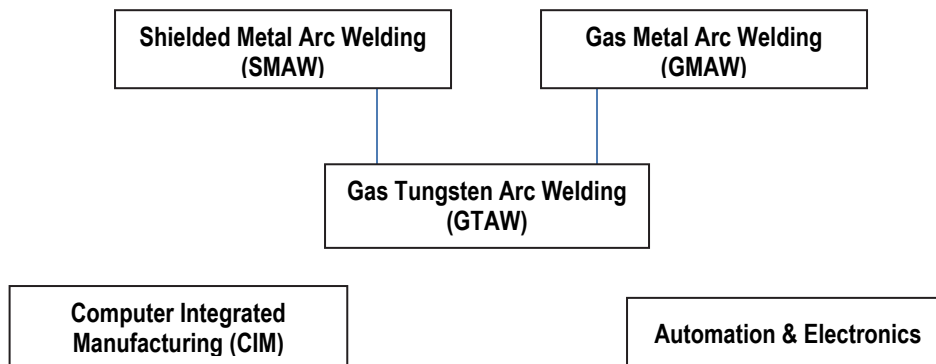 Shielded Metal Arc Welding
(SMAW)
Gas Metal Arc Welding
(GMAW)
Gas Tungsten Arc Welding
(GTAW)
Computer Integrated
Manufacturing (CIM)
Automation & Electronics